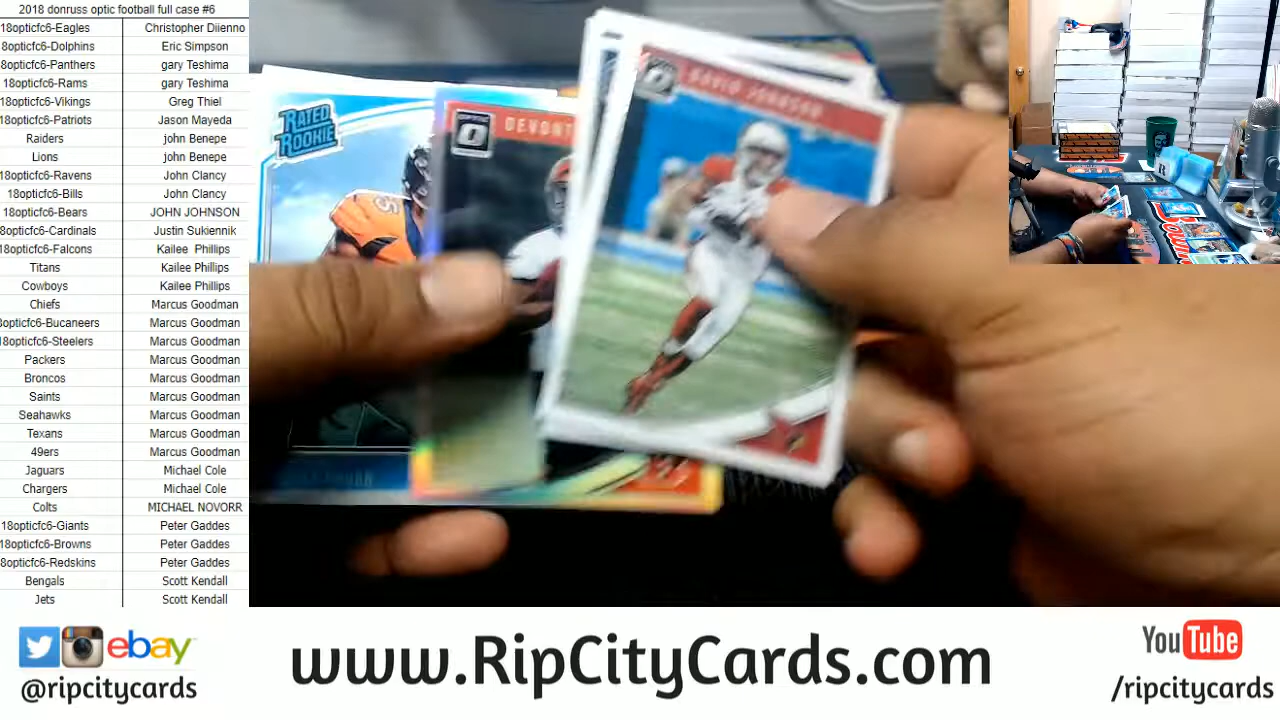 2018 donruss optic football full case #6
18opticfc6-Eagles Christopher Diienno
8opticfc6-Dolphins Eric Simpson
8opticfc6-Panthers gary Teshima
18opticfc6-Rams gary Teshima
18opticfc6-Vikings Greg Thiel
18opticfc6-Patriots Jason Mayeda
Raiders john Benepe
Lions john Benepe
18opticfc6-Ravens John Clancy
18opticfc6-Bills John Clancy
18opticfc6-Bears JOHN JOHNSON
8opticfc6-Cardinals Justin Sukiennik
18opticfc6-Falcons Kailee Phillips
Titans Kailee Phillips
Cowboys Kailee Phillips
Chiefs Marcus Goodman
8opticfc6-Bucaneers Marcus Goodman
18opticfc6-Steelers Marcus Goodman
Packers Marcus Goodman
Broncos Marcus Goodman
Saints Marcus Goodman
Seahawks Marcus Goodman
Texans Marcus Goodman
49ers Marcus Goodman
Jaguars Michael Cole
Chargers Michael Cole
Colts MICHAEL NOVORR
18opticfc6-Giants Peter Gaddes
18opticfc6-Browns Peter Gaddes
8opticfc6-Redskins Peter Gaddes
Bengals Scott Kendall
Jets Scott Kendall
RATED
ROOKIE
DEVONT
DAVID JOHNSON
ebay
@ripcitycards
www.RipCityCards.com
YouTube
/ripcitycards